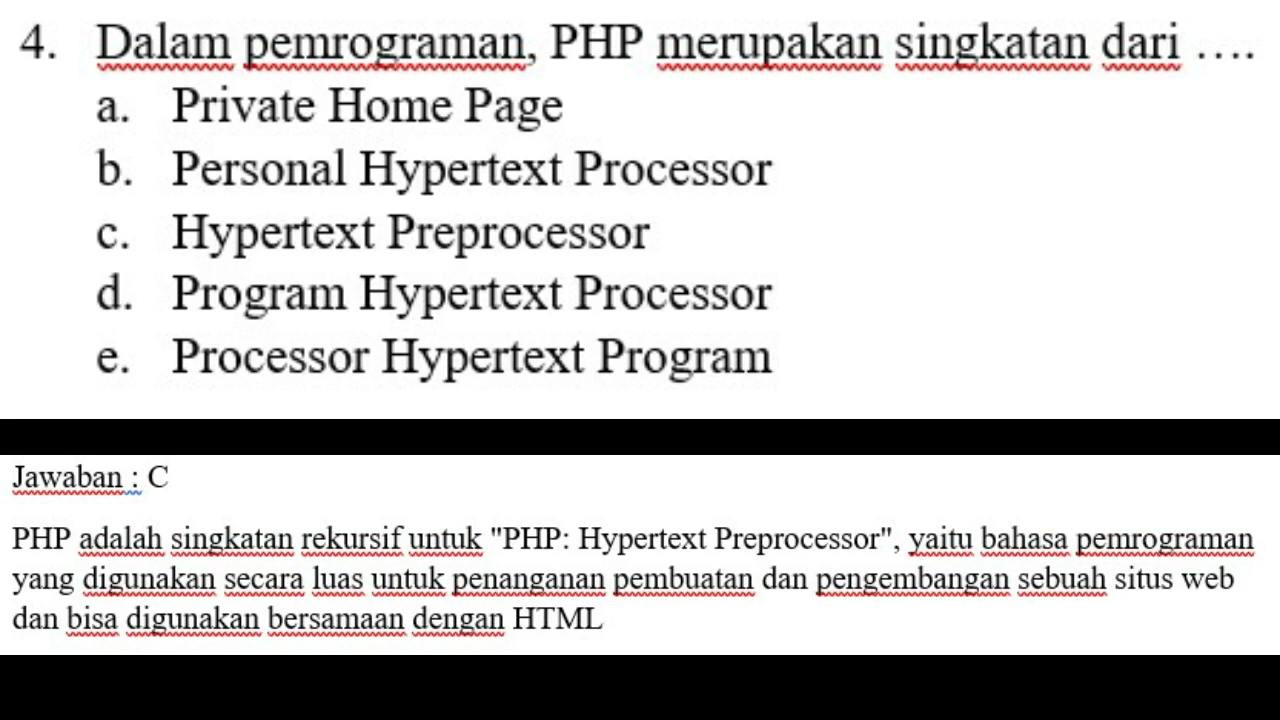 4. Dalam pemrograman, PHP merupakan singkatan dari ....
a. Private Home Page
b. Personal Hypertext Processor
c. Hypertext Preprocessor
d. Program Hypertext Processor
e. Processor Hypertext Program
Jawaban : C
PHP adalah singkatan rekursif untuk "PHP: Hypertext Preprocessor", yaitu bahasa pemrograman
yang digunakan secara luas untuk penanganan pembuatan dan pengembangan sebuah situs web
dan bisa digunakan bersamaan dengan HTML